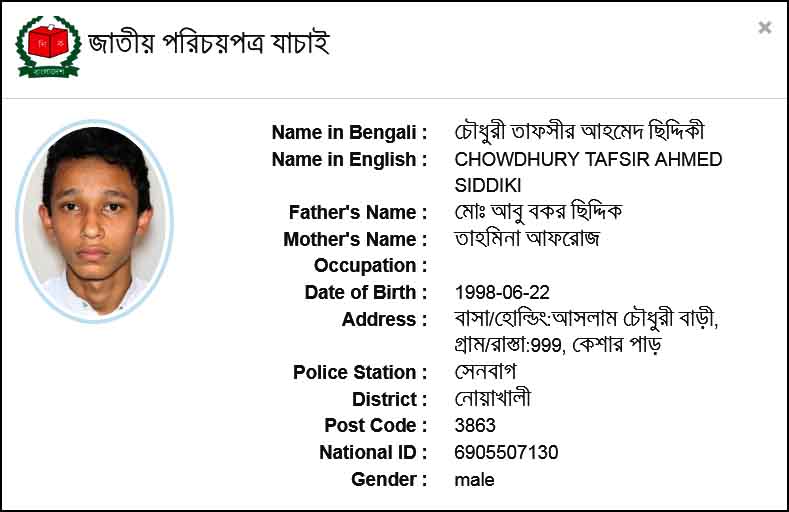 জাতীয় পরিচয়পত্র যাচাই
বাংলাদেশ
Name in Bengali : চৌধুরী তাফসীর আহমেদ ছিদ্দিকী
Name in English : CHOWDHURY TAFSIR AHMED
SIDDIKI
Father's Name : মোঃ আবু বকর ছিদ্দিক
Mother's Name : তাহমিনা আফরোজ
Occupation :
Date of Birth : 1998-06-22
Address : বাসা/হোল্ডিং:আসলাম চৌধুরী বাড়ী,
গ্রাম/রাস্তা:999, কেশার পাড়
Police Station : সেনবাগ
District : নোয়াখালী
Post Code : 3863
National ID : 6905507130
Gender : male